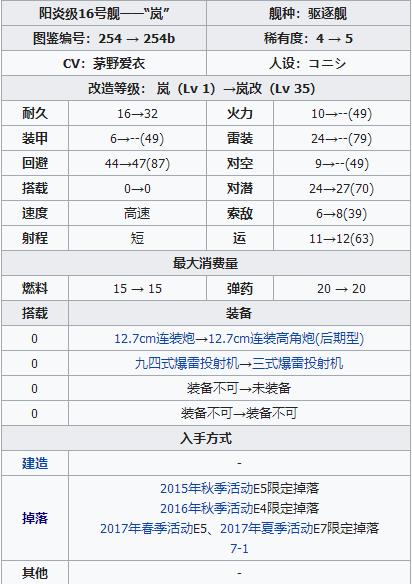 阳炎级16号舰——“岚” 舰种：驱逐舰
图鉴编号：254 → 254b 稀有度：4 → 5
CV：茅野爱衣 人设：コニシ
改造等级： 岚（Lv 1）→岚改（Lv 35）
耐久 16→32 火力 10→--(49)
装甲 6→--(49) 雷装 24→--(79)
回避 44→47(87) 对空 9→--(49)
搭载 0→0 对潜 24→27(70)
速度 高速 索敌 6→8(39)
射程 短 运 11→12(63)
最大消费量
燃料 15 → 15 弹药 20 → 20
搭载 装备
0 12.7cm连装炮→12.7cm连装高角炮(后期型)
0 九四式爆雷投射机→三式爆雷投射机
0 装备不可→未装备
0 装备不可→装备不可
入手方式
建造 -
掉落 2015年秋季活动E5限定掉落
2016年秋季活动E4限定掉落
2017年春季活动E5、2017年夏季活动E7限定掉落
7-1
其他 -